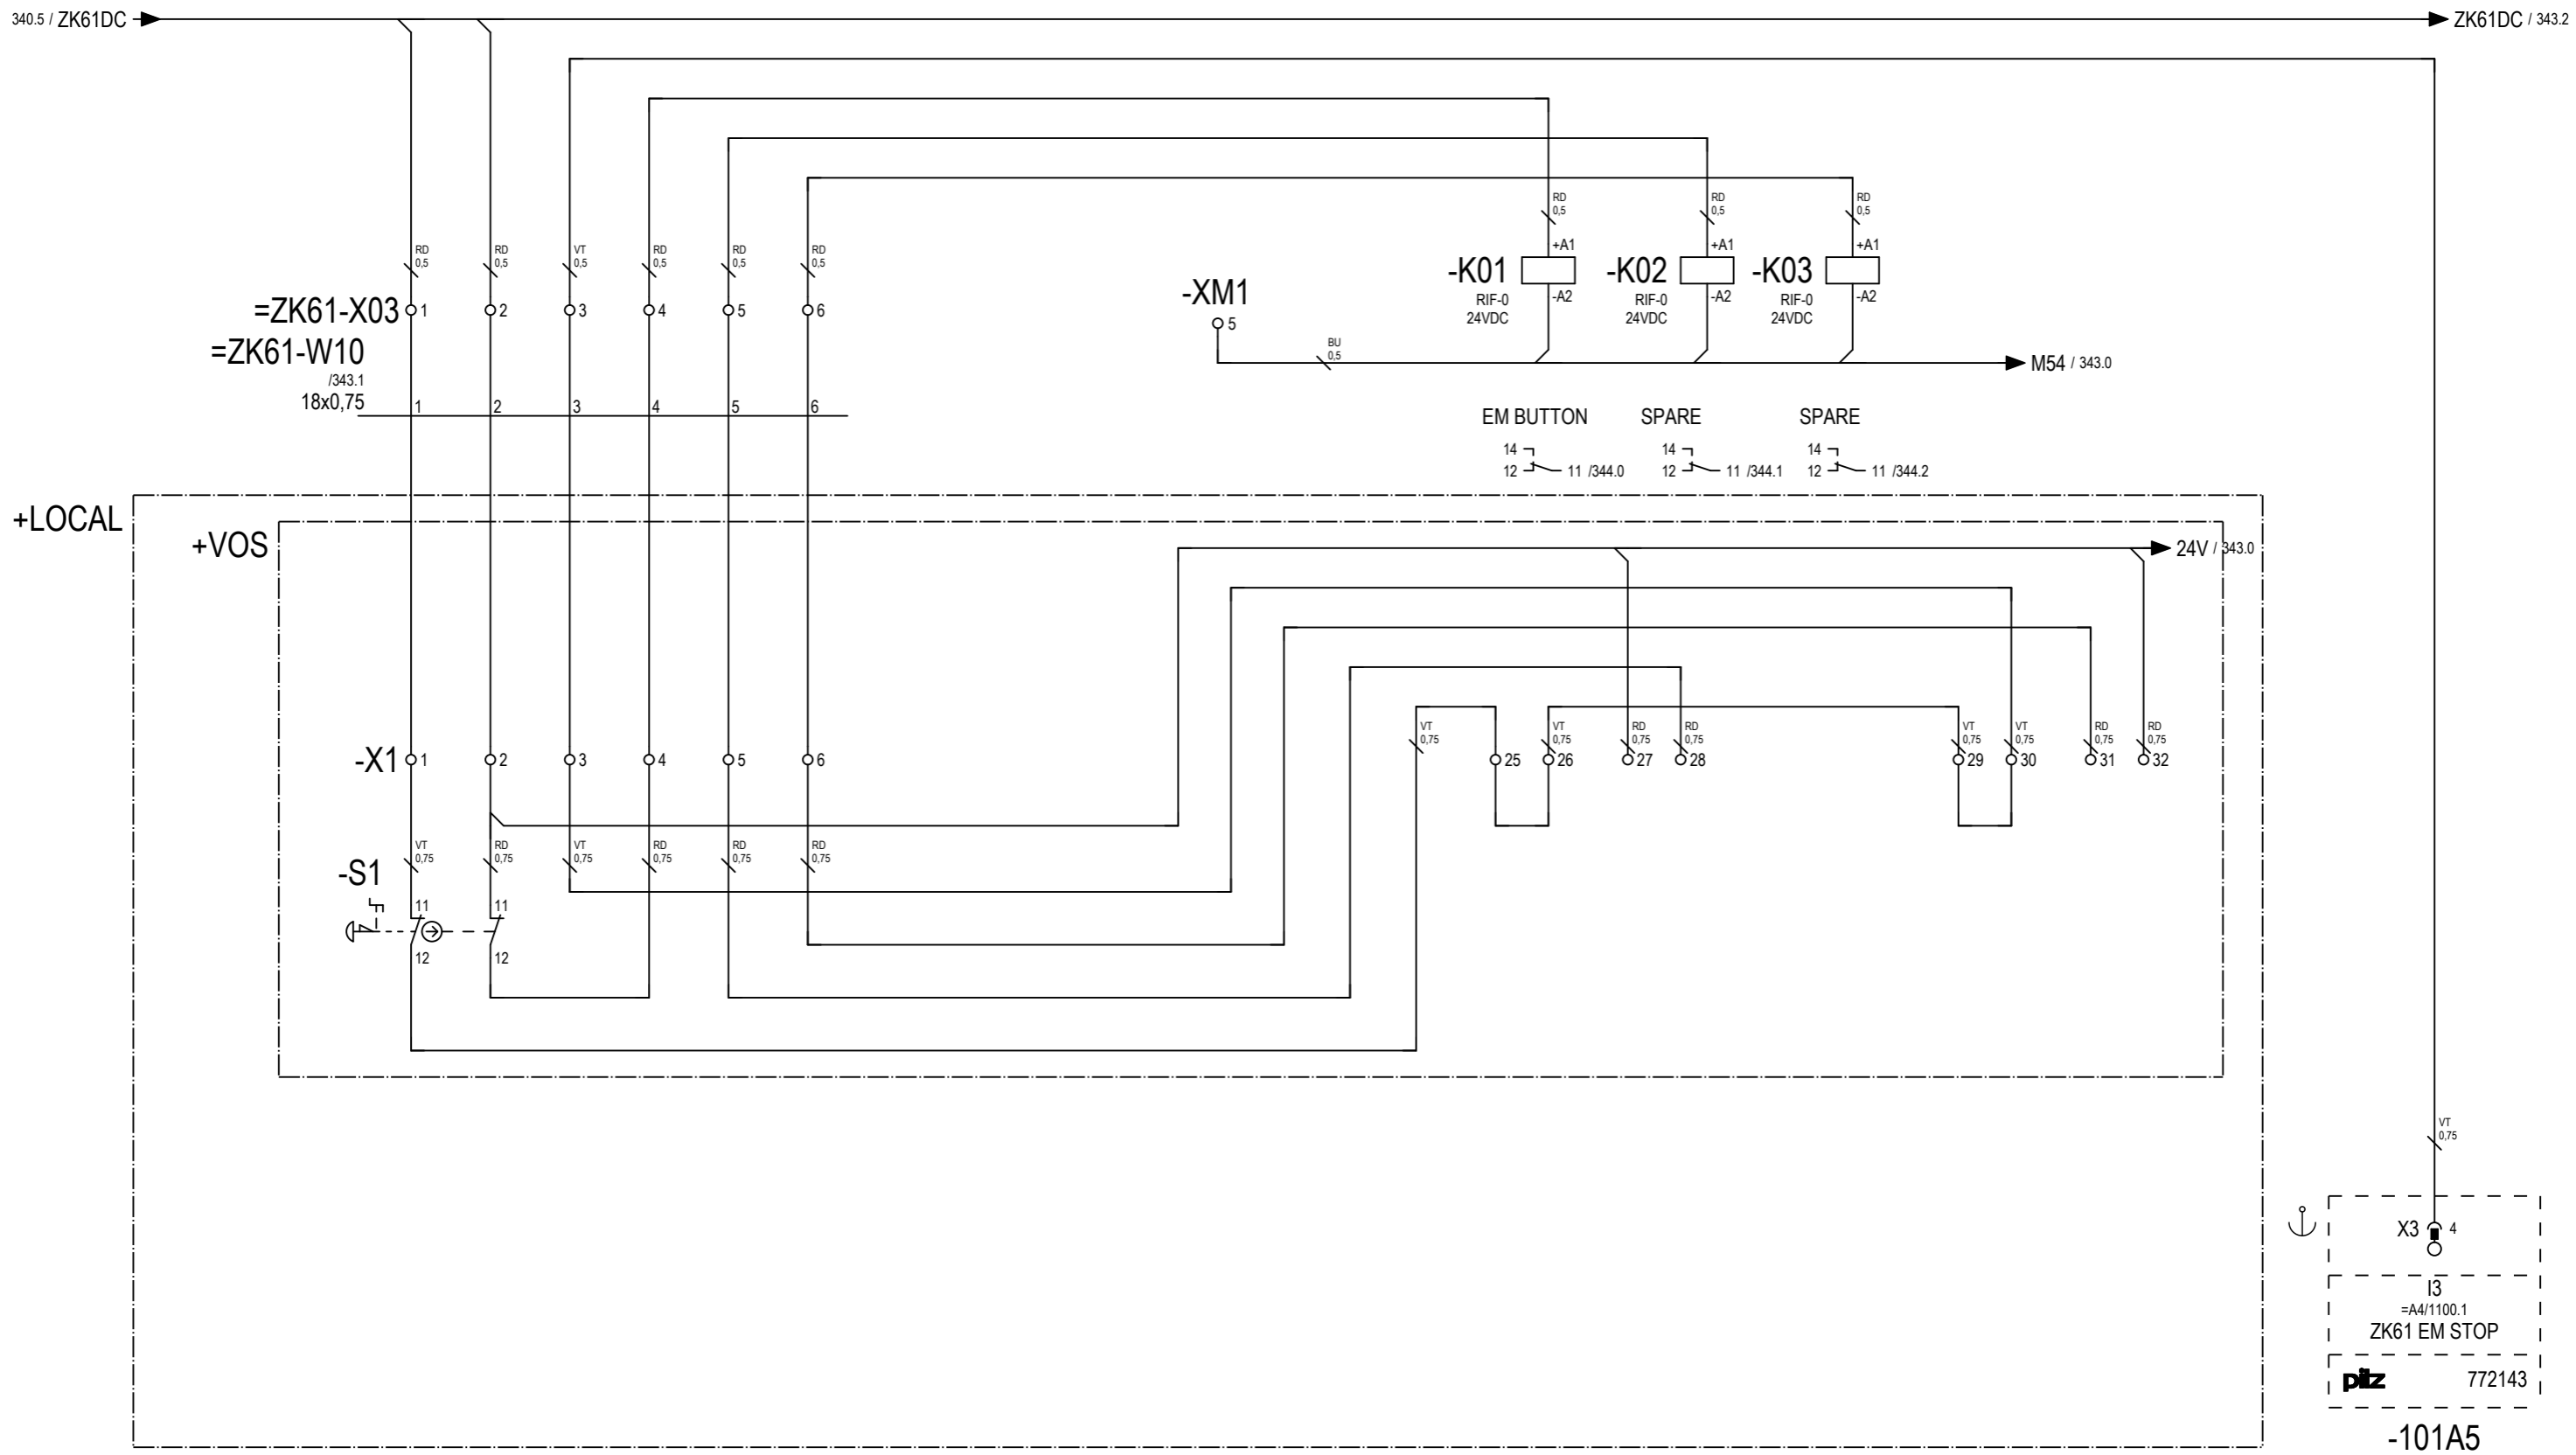 340.5 / ZK61DC
ZK61DC / 343.2
RD
0,5
RD
0,5
RD
0,5
+A1
+A1
+A1
-K01
-K02
-K03
RIF-0
24VDC
RIF-0
24VDC
RIF-0
24VDC
-A2
-A2
-A2
RD
0,5
RD
0,5
VT
0,5
RD
0,5
RD
0,5
RD
0,5
=ZK61-X03
1
2
3
4
5
6
-XM1
5
BU
0,5
M54 / 343.0
=ZK61-W10
/343.1
18x0,75
1
2
3
4
5
6
EM BUTTON
SPARE
SPARE
14
12
11 /344.0
14
12
11 /344.1
14
12
11 /344.2
+LOCAL
+VOS
24V / 343.0
VT
0,75
VT
0,75
RD
0,75
RD
0,75
VT
0,75
VT
0,75
RD
0,75
RD
0,75
-X1
1
2
3
4
5
6
25
26
27
28
29
30
31
32
VT
0,75
RD
0,75
VT
0,75
RD
0,75
RD
0,75
RD
0,75
-S1
11
11
12
12
VT
0,75
X3
4
I3
=A4/1100.1
ZK61 EM STOP
pilz
772143
-101A5